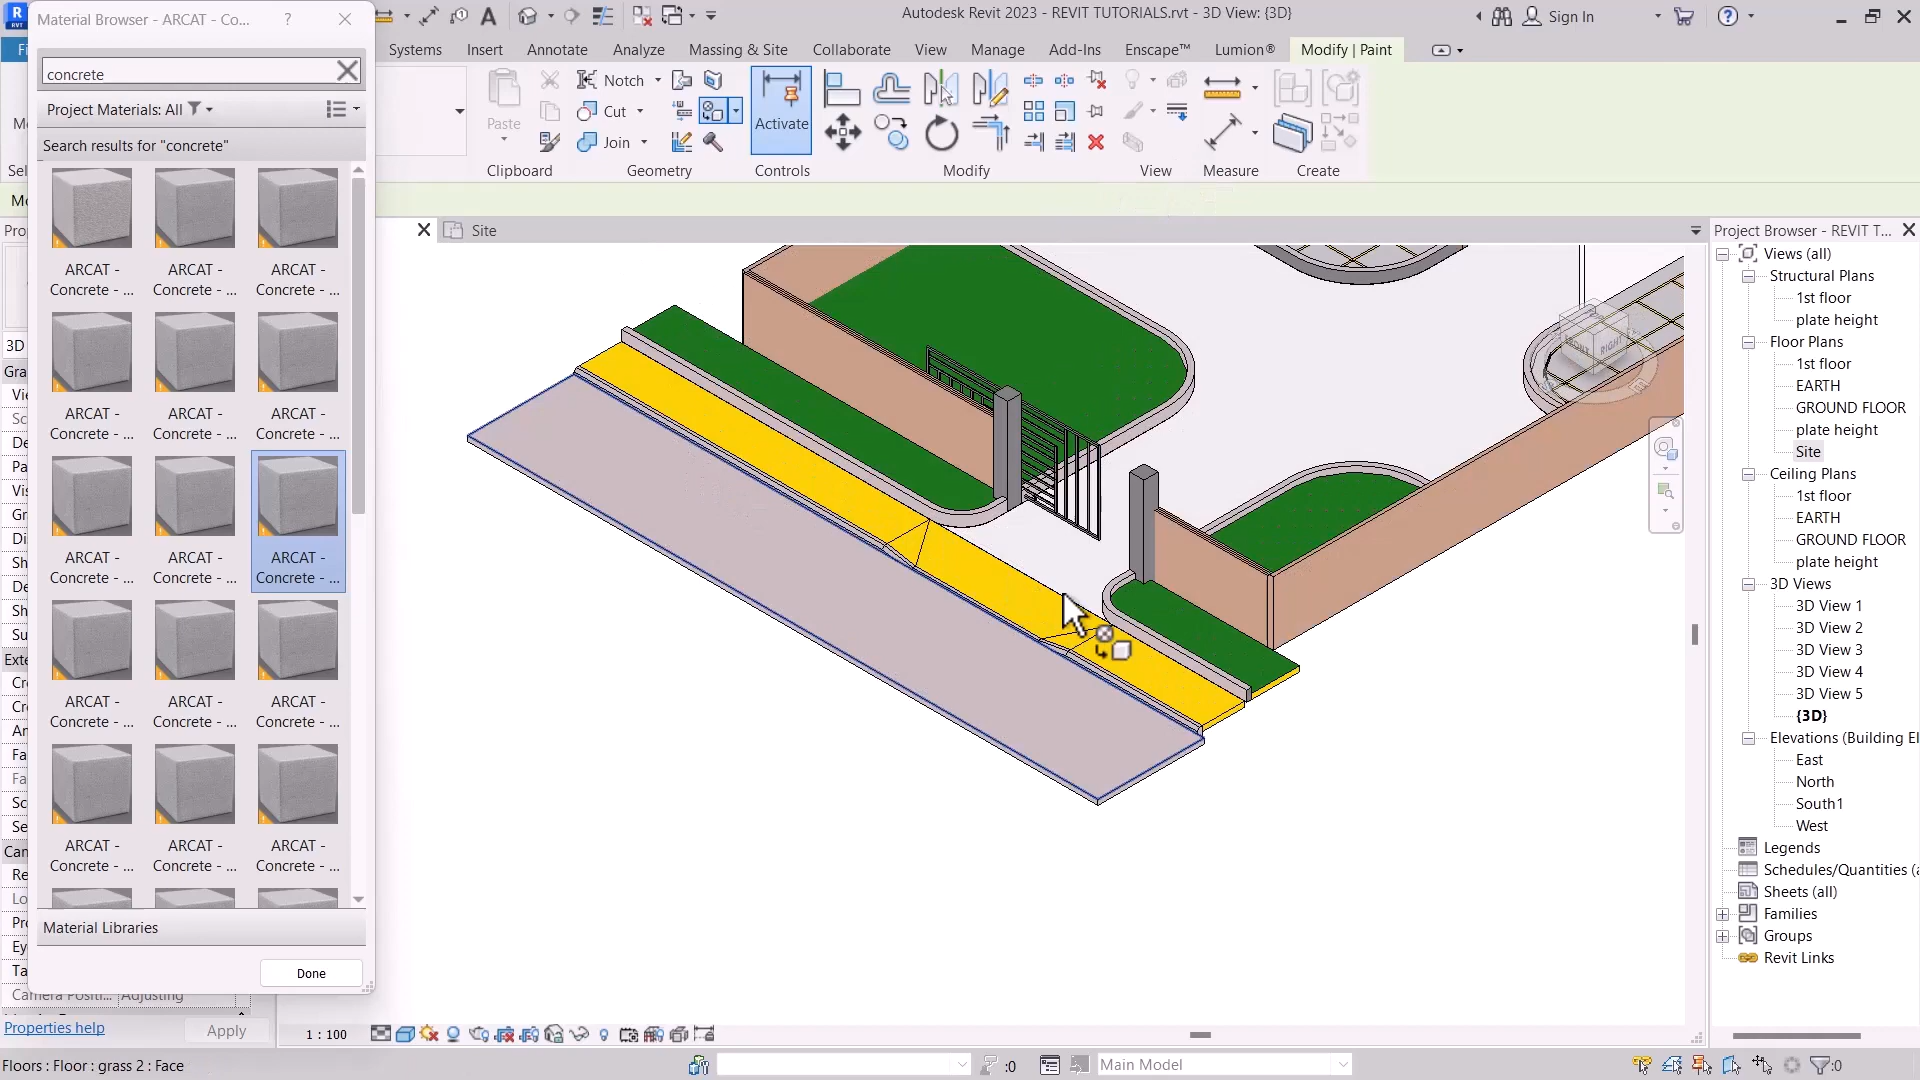 Material Browser - ARCAT - Co...
?
Autodesk Revit 2023 - REVIT TUTORIALS.rvt - 3D View: {3D}
Sign In
Systems
Insert
Annotate
Analyze
Massing & Site
Collaborate
View
Manage
Add-Ins
Enscape™
Lumion®
Modify | Paint
concrete
Project Materials: All
Search results for "concrete"
Paste
Notch
Cut
Join
Activate
Clipboard
Geometry
Controls
Modify
View
Measure
Create
Site
Project Browser - REVIT T...
ARCAT -
Concrete - ...
ARCAT -
Concrete - ...
ARCAT -
Concrete - ...
ARCAT -
Concrete - ...
ARCAT -
Concrete - ...
ARCAT -
Concrete - ...
ARCAT -
Concrete - ...
ARCAT -
Concrete - ...
ARCAT -
Concrete - ...
ARCAT -
Concrete - ...
ARCAT -
Concrete - ...
ARCAT -
Concrete - ...
ARCAT -
Concrete - ...
ARCAT -
Concrete - ...
ARCAT -
Concrete - ...
Material Libraries
Done
Properties help
Apply
RIGHT
Views (all)
Structural Plans
1st floor
plate height
Floor Plans
1st floor
EARTH
GROUND FLOOR
plate height
Site
Ceiling Plans
1st floor
EARTH
GROUND FLOOR
plate height
3D Views
3D View 1
3D View 2
3D View 3
3D View 4
3D View 5
{3D}
Elevations (Building El
East
North
South1
West
Legends
Schedules/Quantities (a
Sheets (all)
Families
Groups
Revit Links
1 : 100
Floors : Floor : grass 2 : Face
:0
Main Model
:0